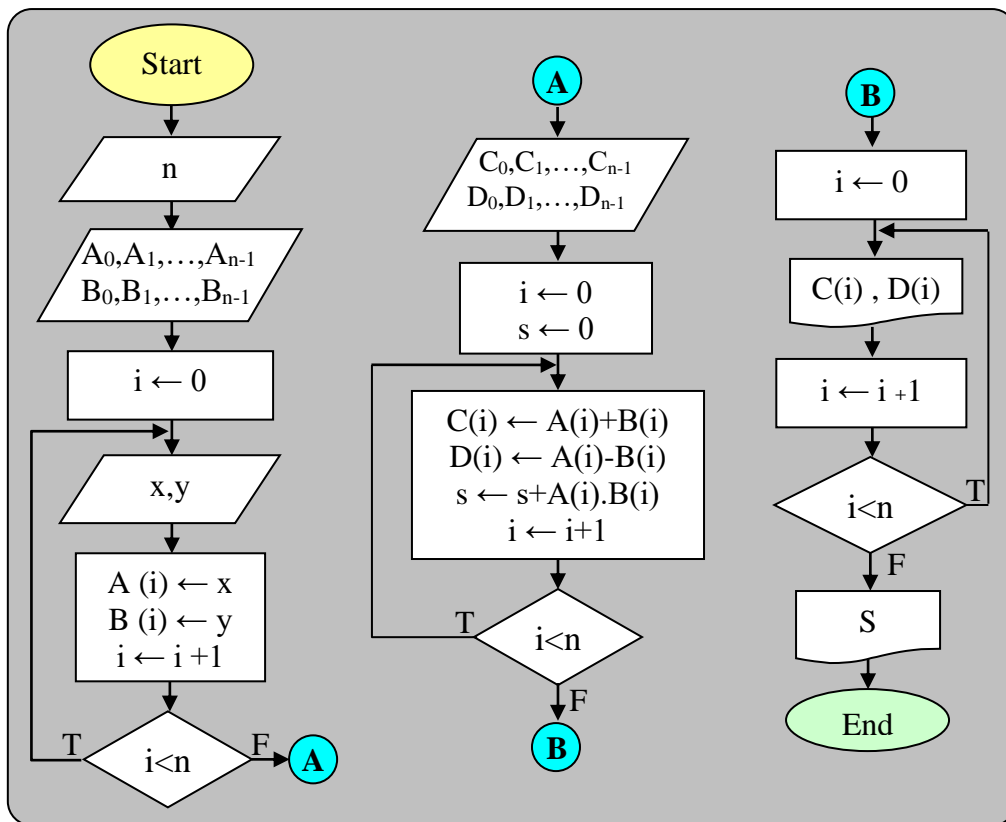 Start
n
A₀,A₁,…,Aₙ₋₁
B₀,B₁,…,Bₙ₋₁
i ← 0
x,y
A (i) ← x
B (i) ← y
i ← i +1
i<n
T
F
A
A
C₀,C₁,…,Cₙ₋₁
D₀,D₁,…,Dₙ₋₁
i ← 0
s ← 0
C(i) ← A(i)+B(i)
D(i) ← A(i)-B(i)
s ← s+A(i).B(i)
i ← i+1
T
i<n
F
B
B
i ← 0
C(i) , D(i)
i ← i +1
i<n
T
F
S
End